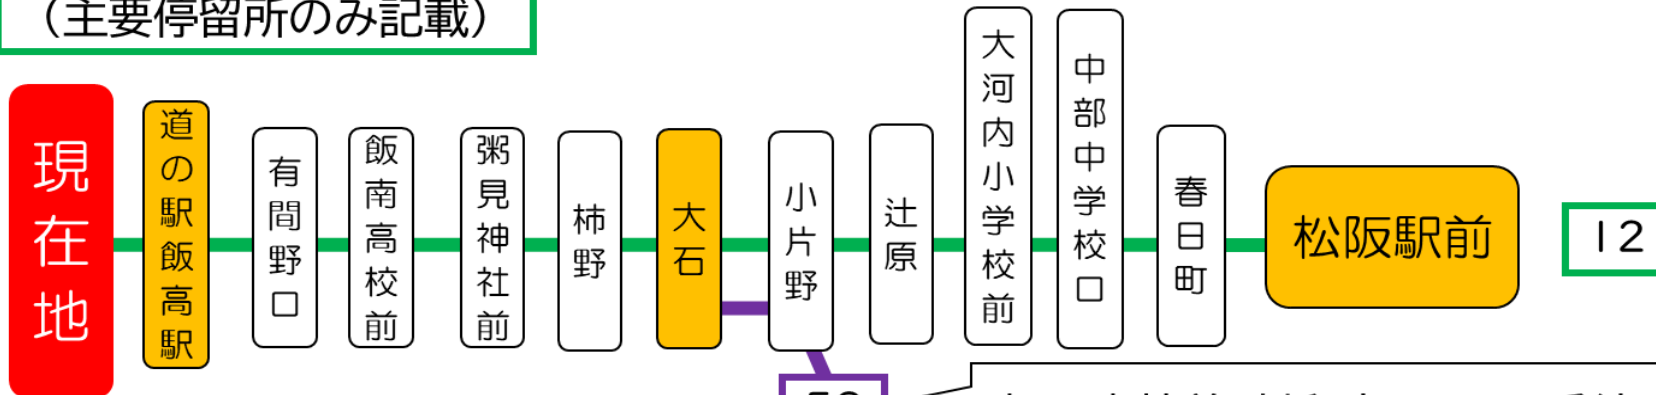 （主要停留所のみ記載）
現在地
道の駅飯高駅
有間野口
飯南高校前
粥見神社前
柿野
大石
小片野
辻原
大河内小学校前
中部中学校口
春日町
松阪駅前
12